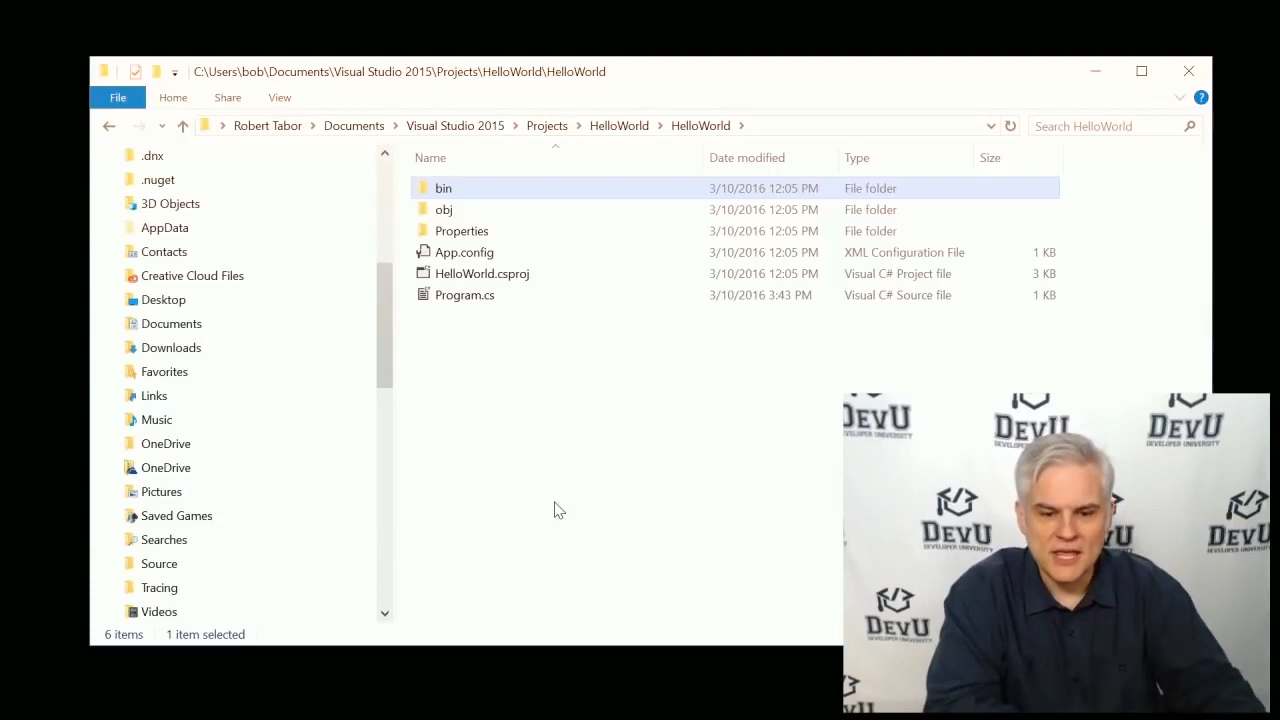 C:\Users\bob\Documents\Visual Studio 2015\Projects\HelloWorld\HelloWorld
File Home Share View
Robert Tabor Documents Visual Studio 2015 Projects HelloWorld HelloWorld Search HelloWorld
Name Date modified Type Size
.dnx
.nuget
3D Objects
AppData
Contacts
Creative Cloud Files
Desktop
Documents
Downloads
Favorites
Links
Music
OneDrive
OneDrive
Pictures
Saved Games
Searches
Source
Tracing
Videos
bin 3/10/2016 12:05 PM File folder
obj 3/10/2016 12:05 PM File folder
Properties 3/10/2016 12:05 PM File folder
App.config 3/10/2016 12:05 PM XML Configuration File 1 KB
HelloWorld.csproj 3/10/2016 12:05 PM Visual C# Project file 3 KB
Program.cs 3/10/2016 3:43 PM Visual C# Source file 1 KB
6 items 1 item selected
DevU DevU DevU
DEVELOPER UNIVERSITY
DevU
DEVELOPER UNIVERSITY
DevU
DEVELOPER UNIVERSITY